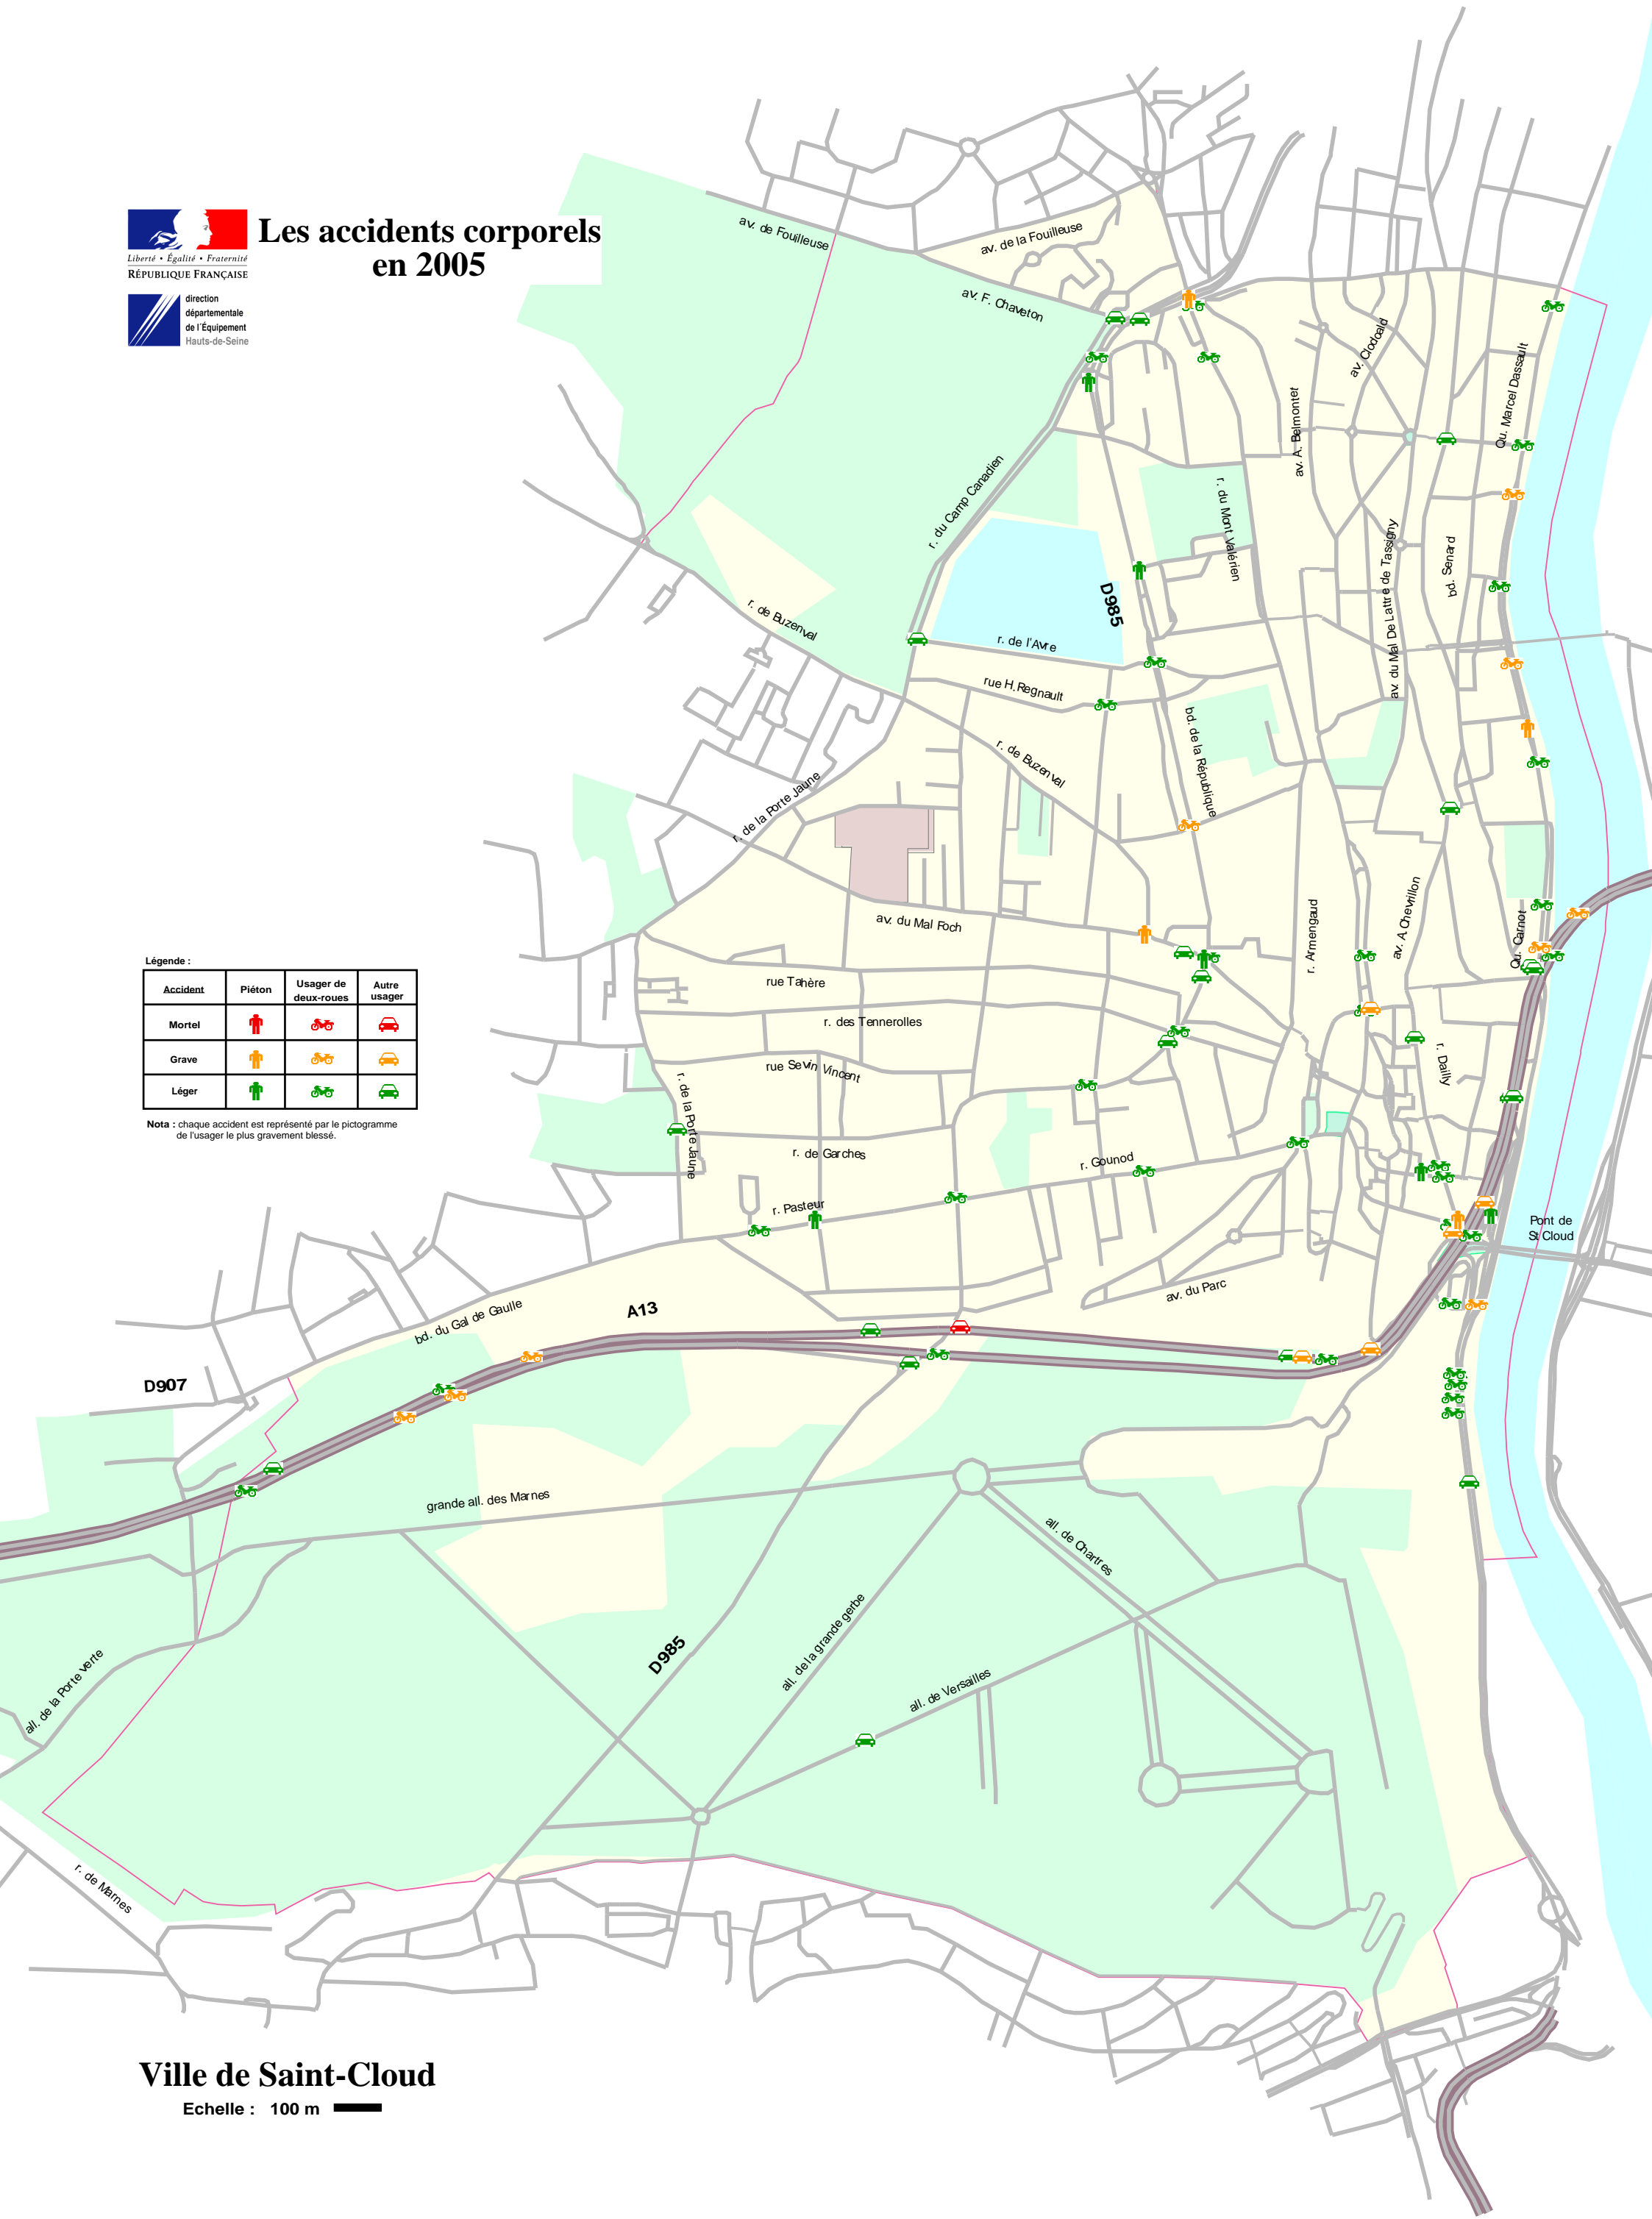 Les accidents corporels
en 2005
Liberté • Égalité • Fraternité
RÉPUBLIQUE FRANÇAISE
direction
départementale
de l'Équipement
Hauts-de-Seine
av. de Fouilleuse
av. de la Fouilleuse
av. F. Chaveton
av. Clodoald
Qu. Marcel Dassault
av. A. Belmontet
r. du Camp Canadien
r. du Mont Valérien
av. du Mal De Lattre de Tassigny
bd. Senard
D985
r. de Buzenval
r. de l'Avre
rue H. Regnault
bd. de la République
r. de Buzenval
r. de la Porte Jaune
av. du Mal Foch
r. Armengaud
av. A.Chevrillon
Qu. Carnot
rue Tahère
r. des Tennerolles
rue Sevin Vincent
r. Dailly
r. de la Porte Jaune
r. de Garches
r. Gounod
r. Pasteur
Pont de
St Cloud
av. du Parc
Légende :
Accident
Piéton
Usager de
deux-roues
Autre
usager
Mortel
Grave
Léger
Nota : chaque accident est représenté par le pictogramme
de l'usager le plus gravement blessé.
bd. du Gal de Gaulle
A13
D907
grande all. des Marnes
all. de Chartres
all. de la grande gerbe
D985
all. de Versailles
all. de la Porte verte
r. de Marnes
Ville de Saint-Cloud
Echelle : 100 m